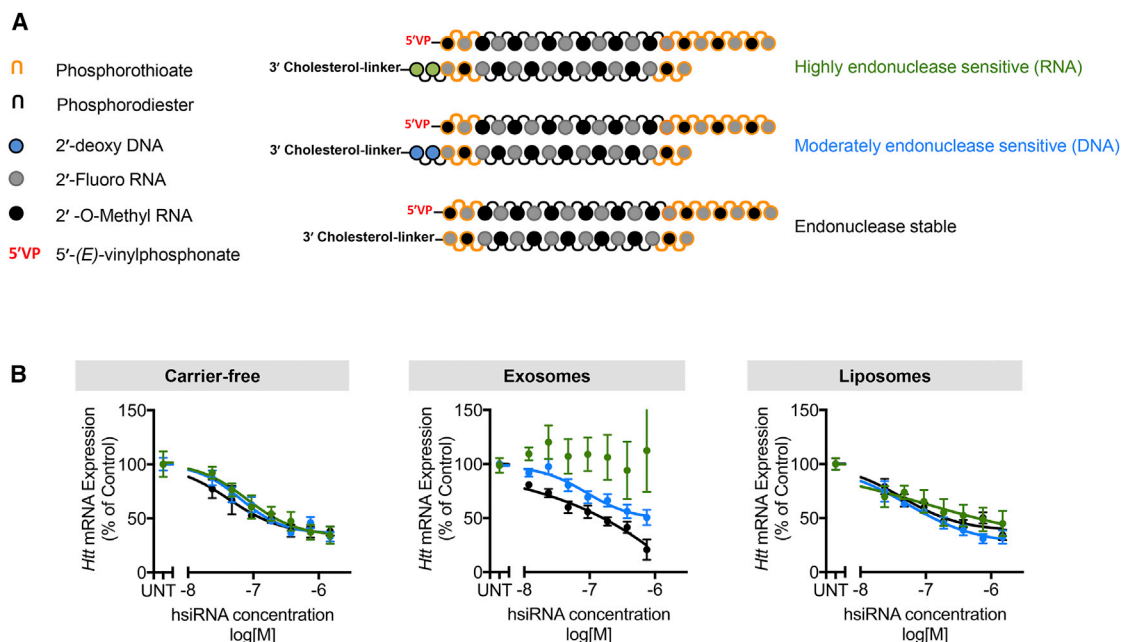 A
Phosphorothioate
Phosphorodiester
2′-deoxy DNA
2′-Fluoro RNA
2′ -O-Methyl RNA
5′VP 5′-(E)-vinylphosphonate
5′VP
3′ Cholesterol-linker
Highly endonuclease sensitive (RNA)
5′VP
3′ Cholesterol-linker
Moderately endonuclease sensitive (DNA)
5′VP
3′ Cholesterol-linker
Endonuclease stable
B
Carrier-free
Htt mRNA Expression
(% of Control)
150
100
50
0
UNT -8 -7 -6
hsiRNA concentration
log[M]
Exosomes
Htt mRNA Expression
(% of Control)
150
100
50
0
UNT -8 -7 -6
hsiRNA concentration
log[M]
Liposomes
Htt mRNA Expression
(% of Control)
150
100
50
0
UNT -8 -7 -6
hsiRNA concentration
log[M]